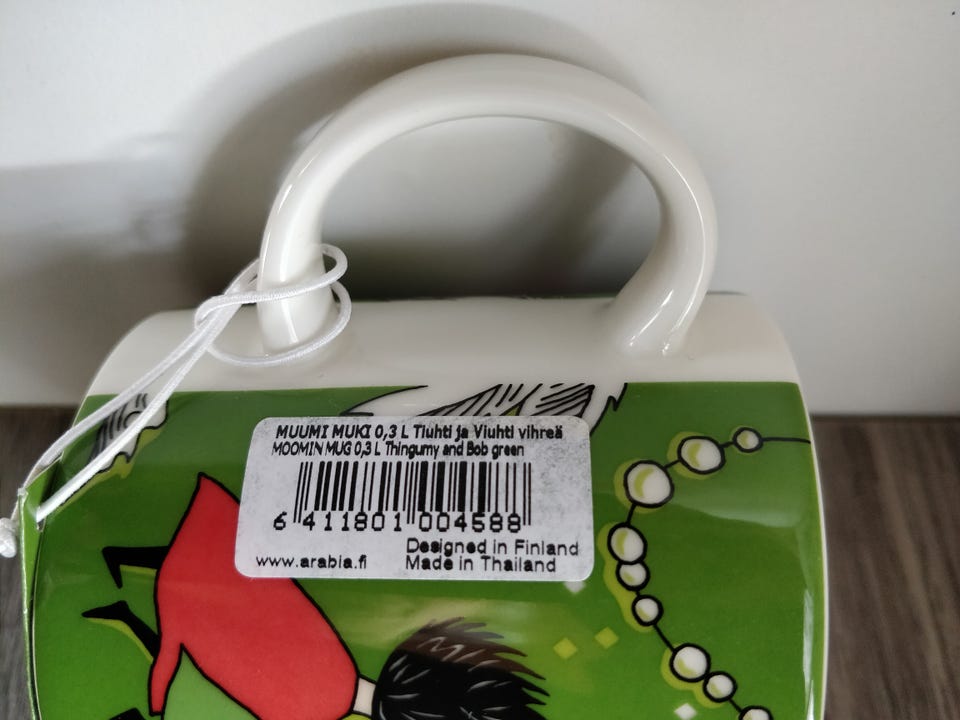 MUUMI MUKI 0,3 L Tiuhti ja Viuhti vihreä
MOOMIN MUG 0,3 L Thingumy and Bob green
6 411801 004588
Designed in Finland
www.arabia.fi Made in Thailand